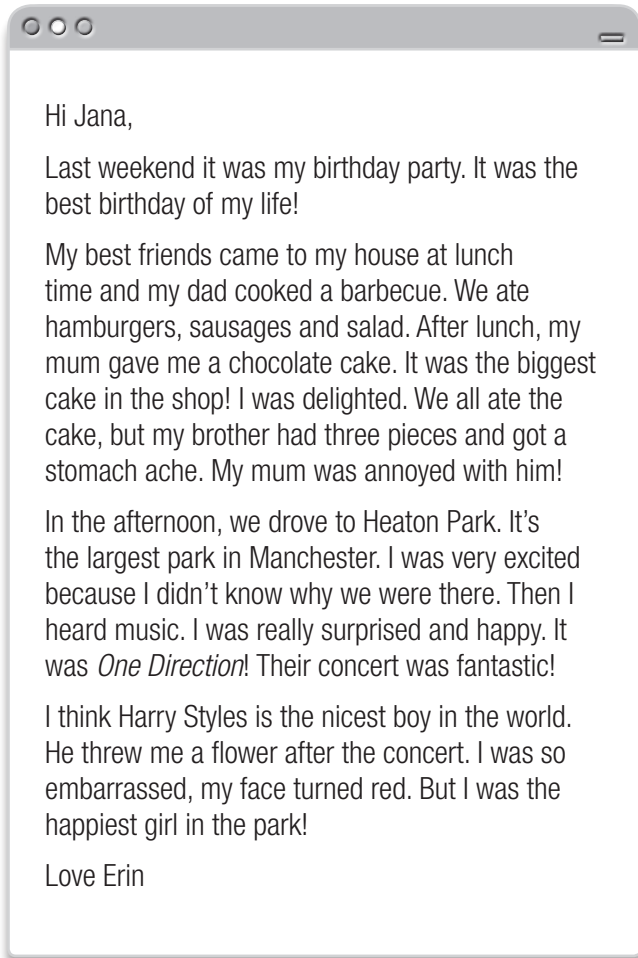 Hi Jana,
Last weekend it was my birthday party. It was the
best birthday of my life!
My best friends came to my house at lunch
time and my dad cooked a barbecue. We ate
hamburgers, sausages and salad. After lunch, my
mum gave me a chocolate cake. It was the biggest
cake in the shop! I was delighted. We all ate the
cake, but my brother had three pieces and got a
stomach ache. My mum was annoyed with him!
In the afternoon, we drove to Heaton Park. It’s
the largest park in Manchester. I was very excited
because I didn’t know why we were there. Then I
heard music. I was really surprised and happy. It
was One Direction! Their concert was fantastic!
I think Harry Styles is the nicest boy in the world.
He threw me a flower after the concert. I was so
embarrassed, my face turned red. But I was the
happiest girl in the park!
Love Erin